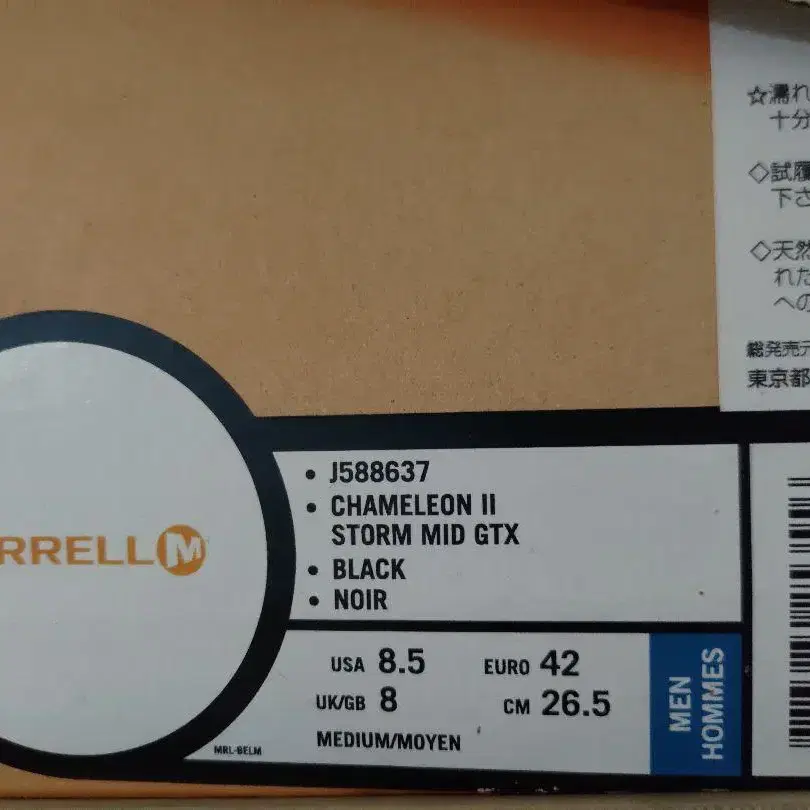 ☆濡れ
十分
◇試履
下さ
◇天然
れた
への
総発売元
東京都
RRELL M
• J588637
• CHAMELEON II
STORM MID GTX
• BLACK
• NOIR
USA 8.5 EURO 42
UK/GB 8 CM 26.5
MEDIUM/MOYEN
MEN
HOMMES
MRL-BELM